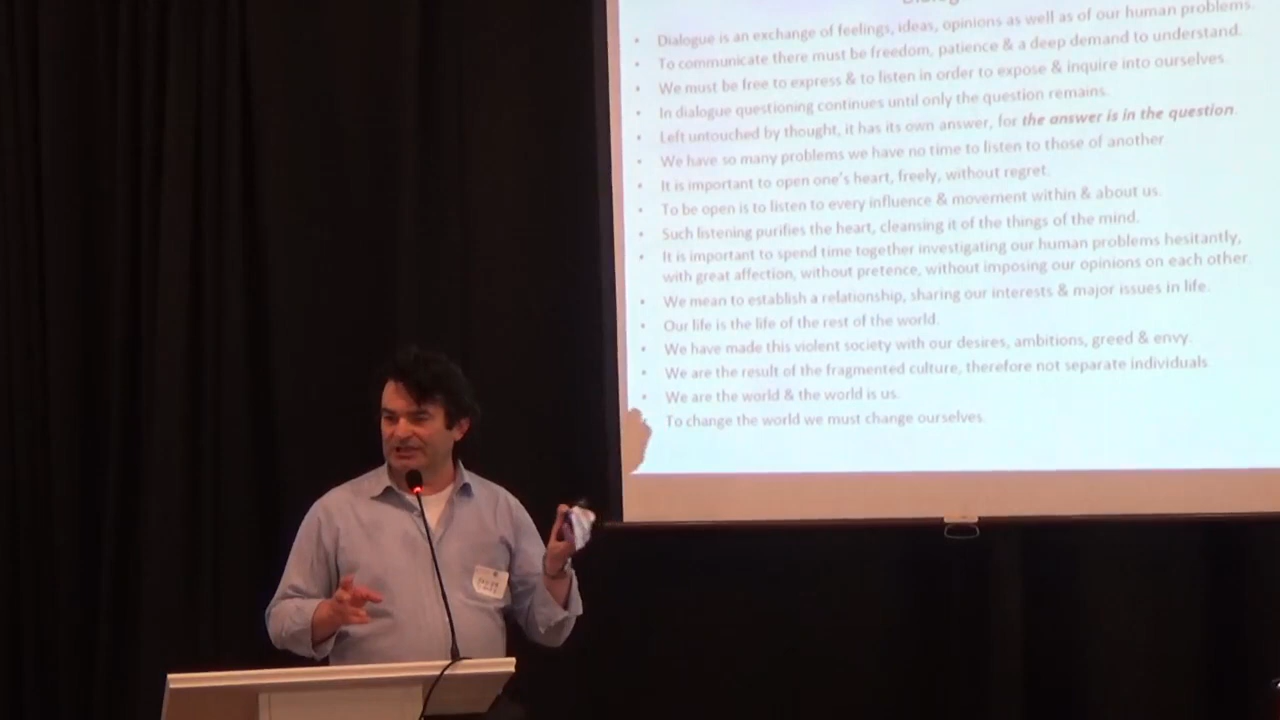 • Dialogue is an exchange of feelings, ideas, opinions as well as of our human problems.
• To communicate there must be freedom, patience & a deep demand to understand.
• We must be free to express & to listen in order to expose & inquire into ourselves.
• In dialogue questioning continues until only the question remains.
• Left untouched by thought, it has its own answer, for the answer is in the question.
• We have so many problems we have no time to listen to those of another
• It is important to open one's heart, freely, without regret.
• To be open is to listen to every influence & movement within & about us.
• Such listening purifies the heart, cleansing it of the things of the mind.
• It is important to spend time together investigating our human problems hesitantly,
with great affection, without pretence, without imposing our opinions on each other.
• We mean to establish a relationship, sharing our interests & major issues in life.
• Our life is the life of the rest of the world.
• We have made this violent society with our desires, ambitions, greed & envy.
• We are the result of the fragmented culture, therefore not separate individuals
• We are the world & the world is us.
To change the world we must change ourselves.